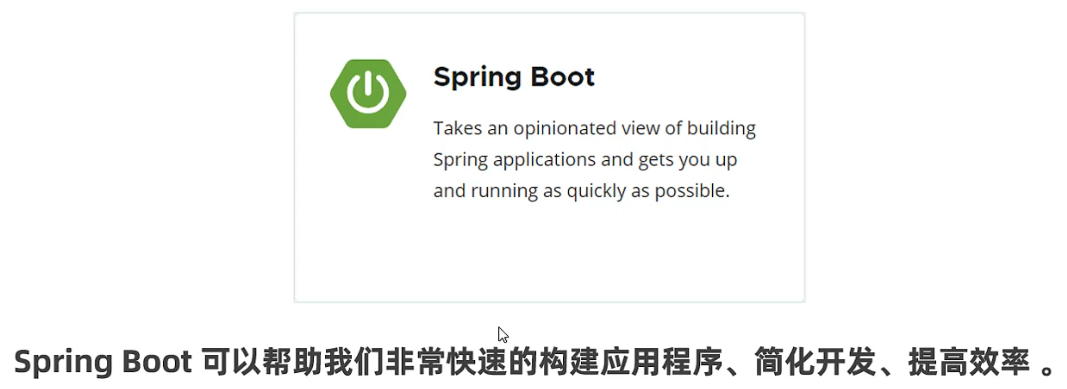 Spring Boot
Takes an opinionated view of building
Spring applications and gets you up
and running as quickly as possible.
Spring Boot 可以帮助我们非常快速的构建应用程序、简化开发、提高效率 。